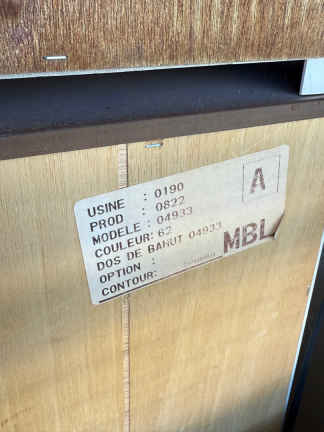 USINE : 0190
PROD : 0822
MODELE : 04933
COULEUR: 62
DOS DE BAHUT 04933
OPTION :
CONTOUR:
A
MBL